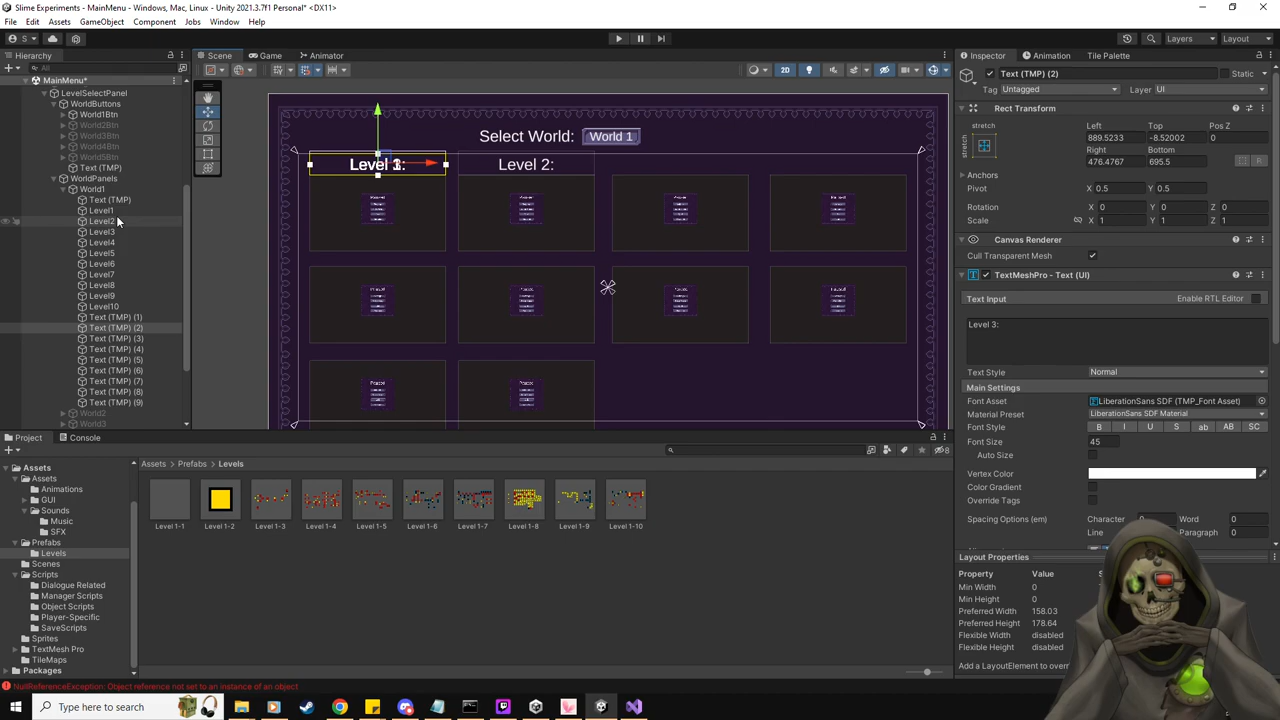 Slime Experiments - MainMenu - Windows, Mac, Linux - Unity 2021.3.7f1 Personal* <DX11>
File Edit Assets GameObject Component Jobs Window Help
S Layers Layout
Hierarchy Scene Game Animator Inspector Animation Tile Palette
All 2D
MainMenu*
LevelSelectPanel
WorldButtons
World1Btn
World2Btn
World3Btn
World4Btn
World5Btn
Text (TMP)
WorldPanels
World1
Text (TMP)
Level1
Level2
Level3
Level4
Level5
Level6
Level7
Level8
Level9
Level10
Text (TMP) (1)
Text (TMP) (2)
Text (TMP) (3)
Text (TMP) (4)
Text (TMP) (5)
Text (TMP) (6)
Text (TMP) (7)
Text (TMP) (8)
Text (TMP) (9)
World2
World3
Select World: World 1
Level 2:
Text (TMP) (2) Static
Tag Untagged Layer UI
Rect Transform
stretch Left Top Pos Z
stretch 889.5233 -4.52002 0
Right Bottom
476.4767 695.5 R
Anchors
Pivot X 0.5 Y 0.5
Rotation X 0 Y 0 Z 0
Scale X 1 Y 1 Z 1
Canvas Renderer
Cull Transparent Mesh
TextMeshPro - Text (UI)
Text Input Enable RTL Editor
Level 3:
Text Style Normal
Main Settings
Font Asset LiberationSans SDF (TMP_Font Asset)
Material Preset LiberationSans SDF Material
Font Style B I U S ab AB SC
Font Size 45
Auto Size
Vertex Color
Color Gradient
Override Tags
Spacing Options (em) Character 0 Word 0
Line Paragraph 0
Layout Properties
Property Value
Min Width 0
Min Height 0
Preferred Width 158.03
Preferred Height 178.64
Flexible Width disabled
Flexible Height disabled
Add a LayoutElement to over
Project Console
8
Assets
Assets
Animations
GUI
Sounds
Music
SFX
Prefabs
Levels
Scenes
Scripts
Dialogue Related
Manager Scripts
Object Scripts
Player-Specific
SaveScripts
Sprites
TextMesh Pro
TileMaps
Packages
Assets > Prefabs > Levels
Level 1-1 Level 1-2 Level 1-3 Level 1-4 Level 1-5 Level 1-6 Level 1-7 Level 1-8 Level 1-9 Level 1-10
NullReferenceException: Object reference not set to an instance of an object
Type here to search